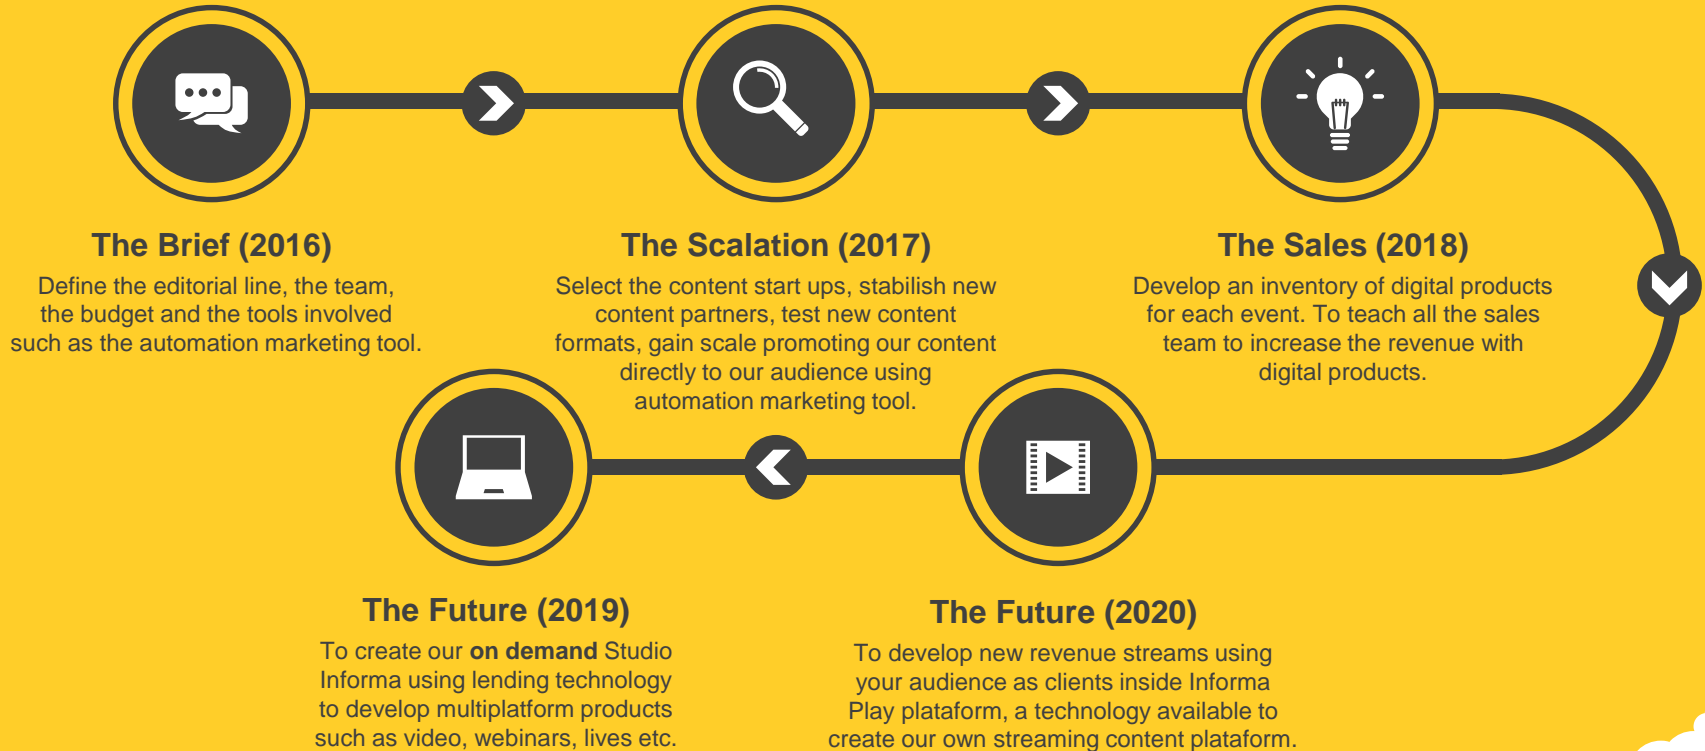 The Brief (2016)
Define the editorial line, the team,
the budget and the tools involved
such as the automation marketing tool.
The Scalation (2017)
Select the content start ups, stabilish new
content partners, test new content
formats, gain scale promoting our content
directly to our audience using
automation marketing tool.
The Sales (2018)
Develop an inventory of digital products
for each event. To teach all the sales
team to increase the revenue with
digital products.
The Future (2019)
To create our on demand Studio
Informa using lending technology
to develop multiplatform products
such as video, webinars, lives etc.
The Future (2020)
To develop new revenue streams using
your audience as clients inside Informa
Play plataform, a technology available to
create our own streaming content plataform.